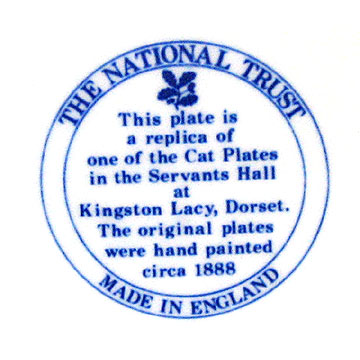 THE NATIONAL TRUST
This plate is
a replica of
one of the Cat Plates
in the Servants Hall
at
Kingston Lacy, Dorset.
The original plates
were hand painted
circa 1888
MADE IN ENGLAND